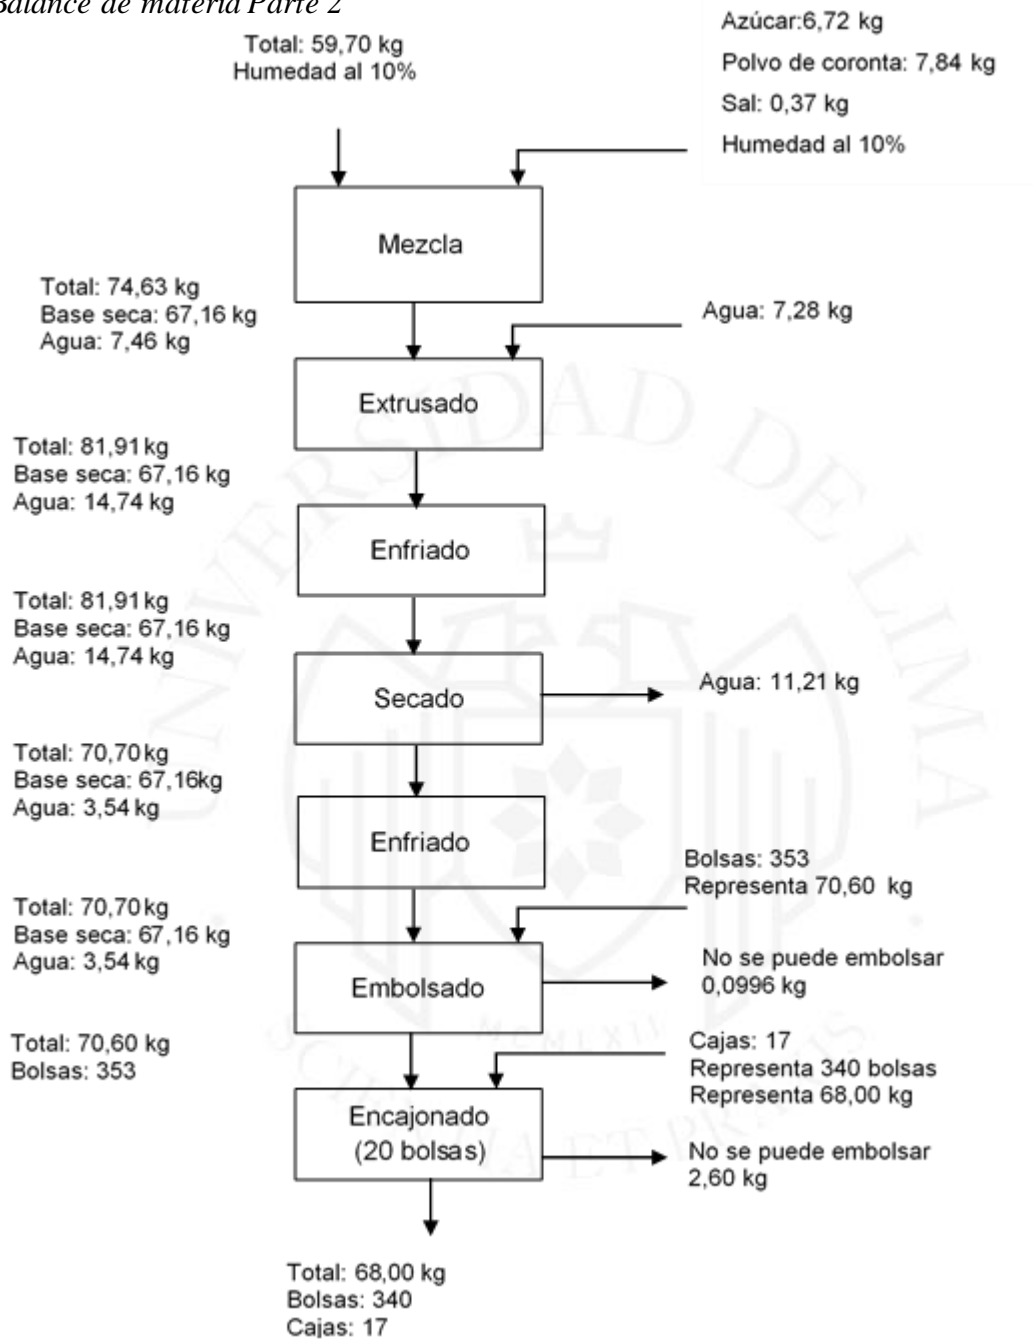 Balance de materia Parte 2
Total: 59,70 kg
Humedad al 10%
Azúcar:6,72 kg
Polvo de coronta: 7,84 kg
Sal: 0,37 kg
Humedad al 10%
Mezcla
Total: 74,63 kg
Base seca: 67,16 kg
Agua: 7,46 kg
Agua: 7,28 kg
Extrusado
Total: 81,91 kg
Base seca: 67,16 kg
Agua: 14,74 kg
Enfriado
Total: 81,91 kg
Base seca: 67,16 kg
Agua: 14,74 kg
Secado
Agua: 11,21 kg
Total: 70,70 kg
Base seca: 67,16kg
Agua: 3,54 kg
Enfriado
Bolsas: 353
Representa 70,60 kg
Total: 70,70 kg
Base seca: 67,16 kg
Agua: 3,54 kg
Embolsado
No se puede embolsar
0,0996 kg
Total: 70,60 kg
Bolsas: 353
Cajas: 17
Representa 340 bolsas
Representa 68,00 kg
Encajonado
(20 bolsas)
No se puede embolsar
2,60 kg
Total: 68,00 kg
Bolsas: 340
Cajas: 17
UNIVERSIDAD DE LIMA
MCMLXII
SCIENTIA ET PRAXIS